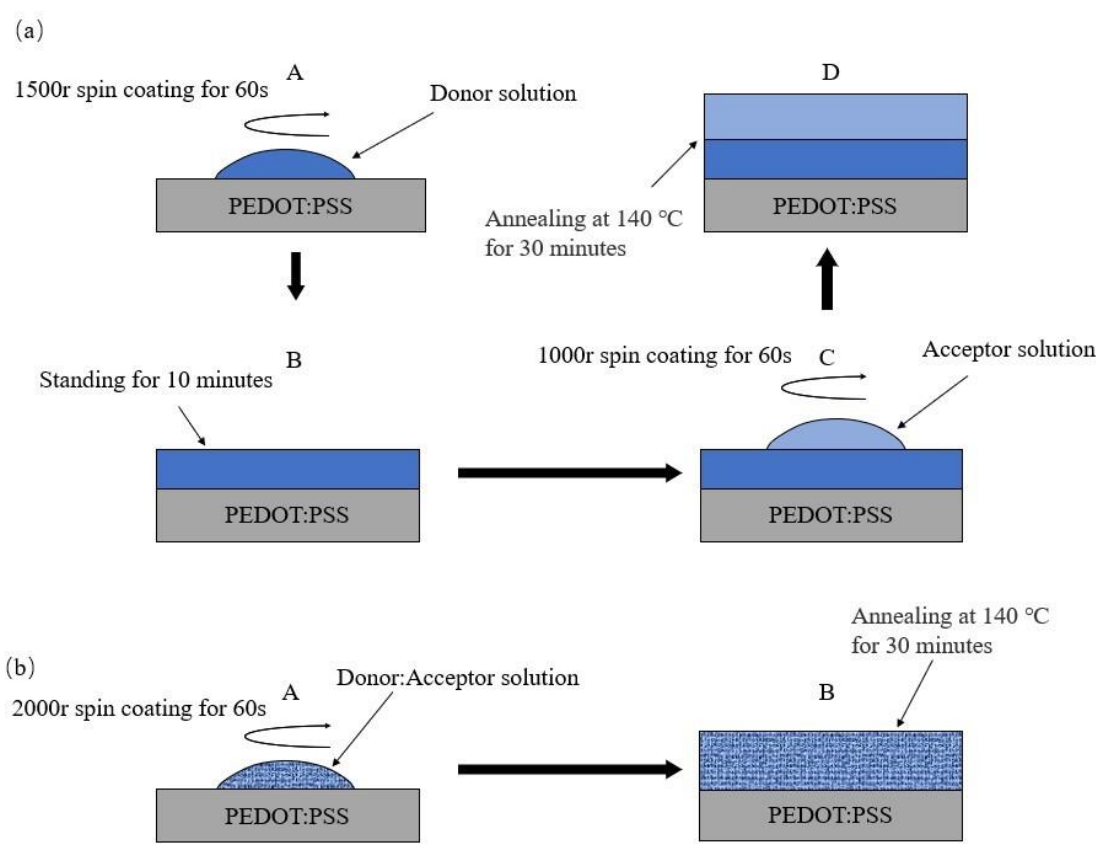 (a)
A
1500r spin coating for 60s
Donor solution
PEDOT:PSS
D
Annealing at 140 °C
for 30 minutes
PEDOT:PSS
B
Standing for 10 minutes
PEDOT:PSS
1000r spin coating for 60s
C
Acceptor solution
PEDOT:PSS
(b)
A
2000r spin coating for 60s
Donor:Acceptor solution
PEDOT:PSS
Annealing at 140 °C
for 30 minutes
B
PEDOT:PSS